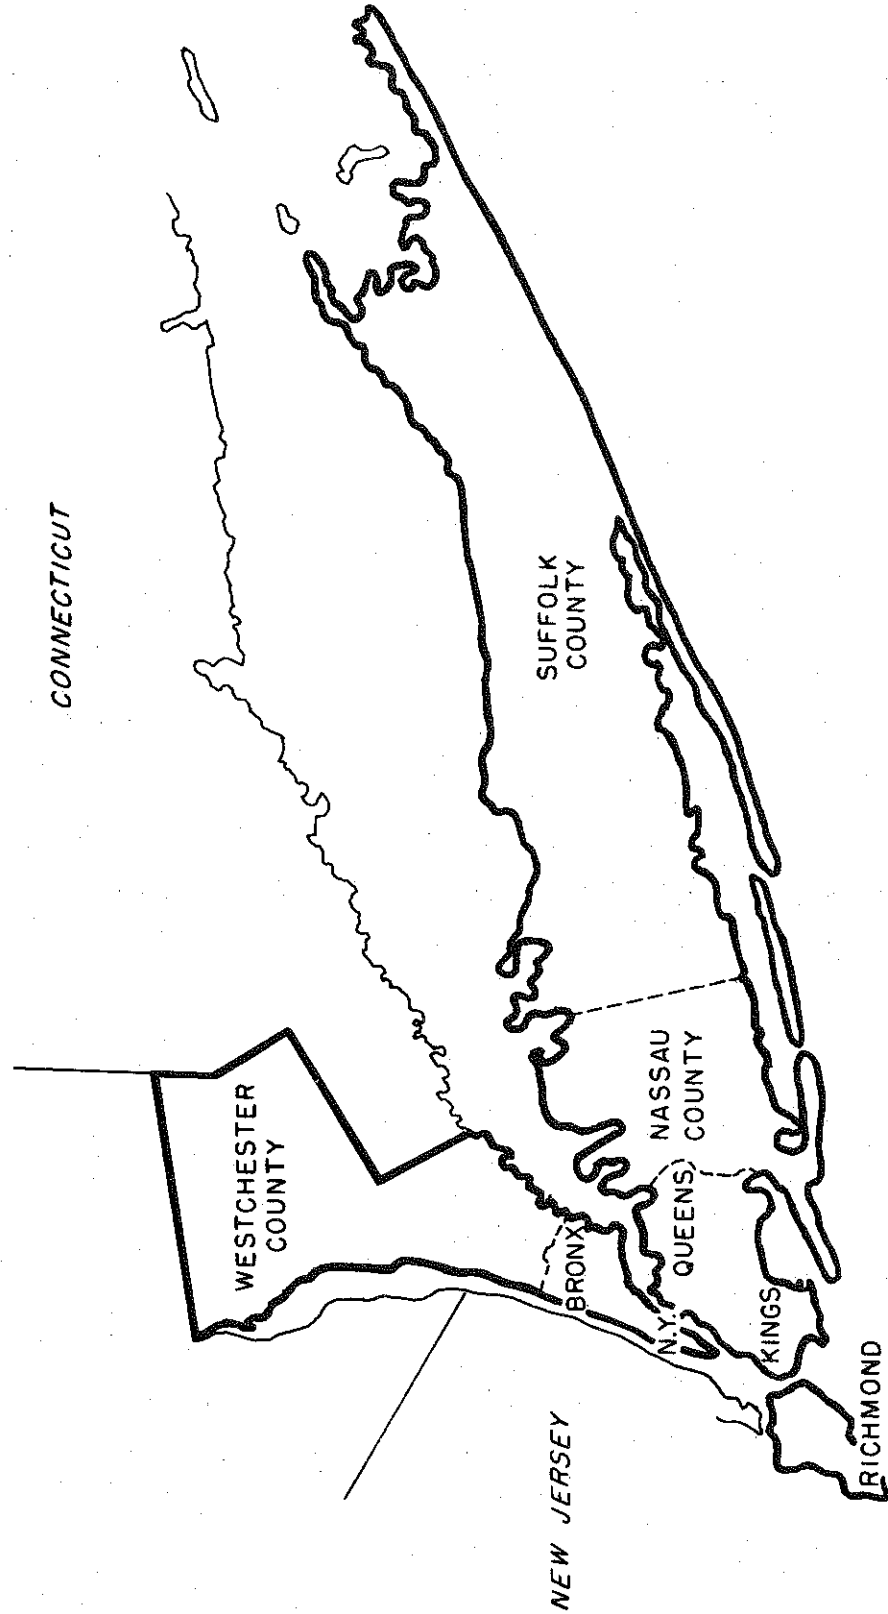 CONNECTICUT
WESTCHESTER
COUNTY
SUFFOLK
COUNTY
NASSAU
COUNTY
BRONX
QUEENS
N.Y.
KINGS
NEW JERSEY
RICHMOND